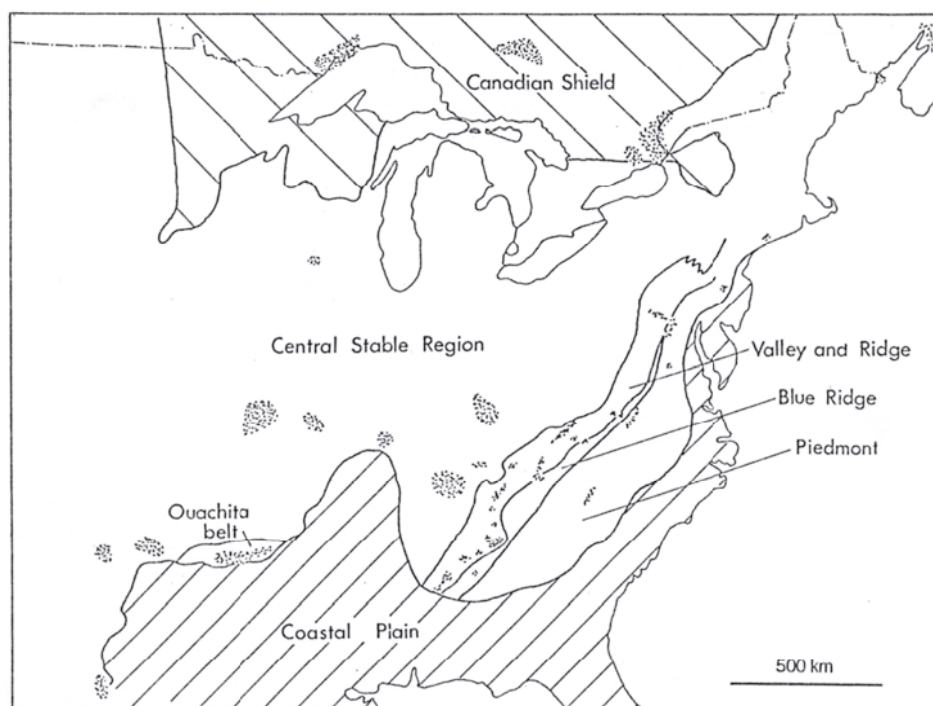 Canadian Shield
Central Stable Region
Valley and Ridge
Blue Ridge
Piedmont
Ouachita
belt
Coastal Plain
500 km